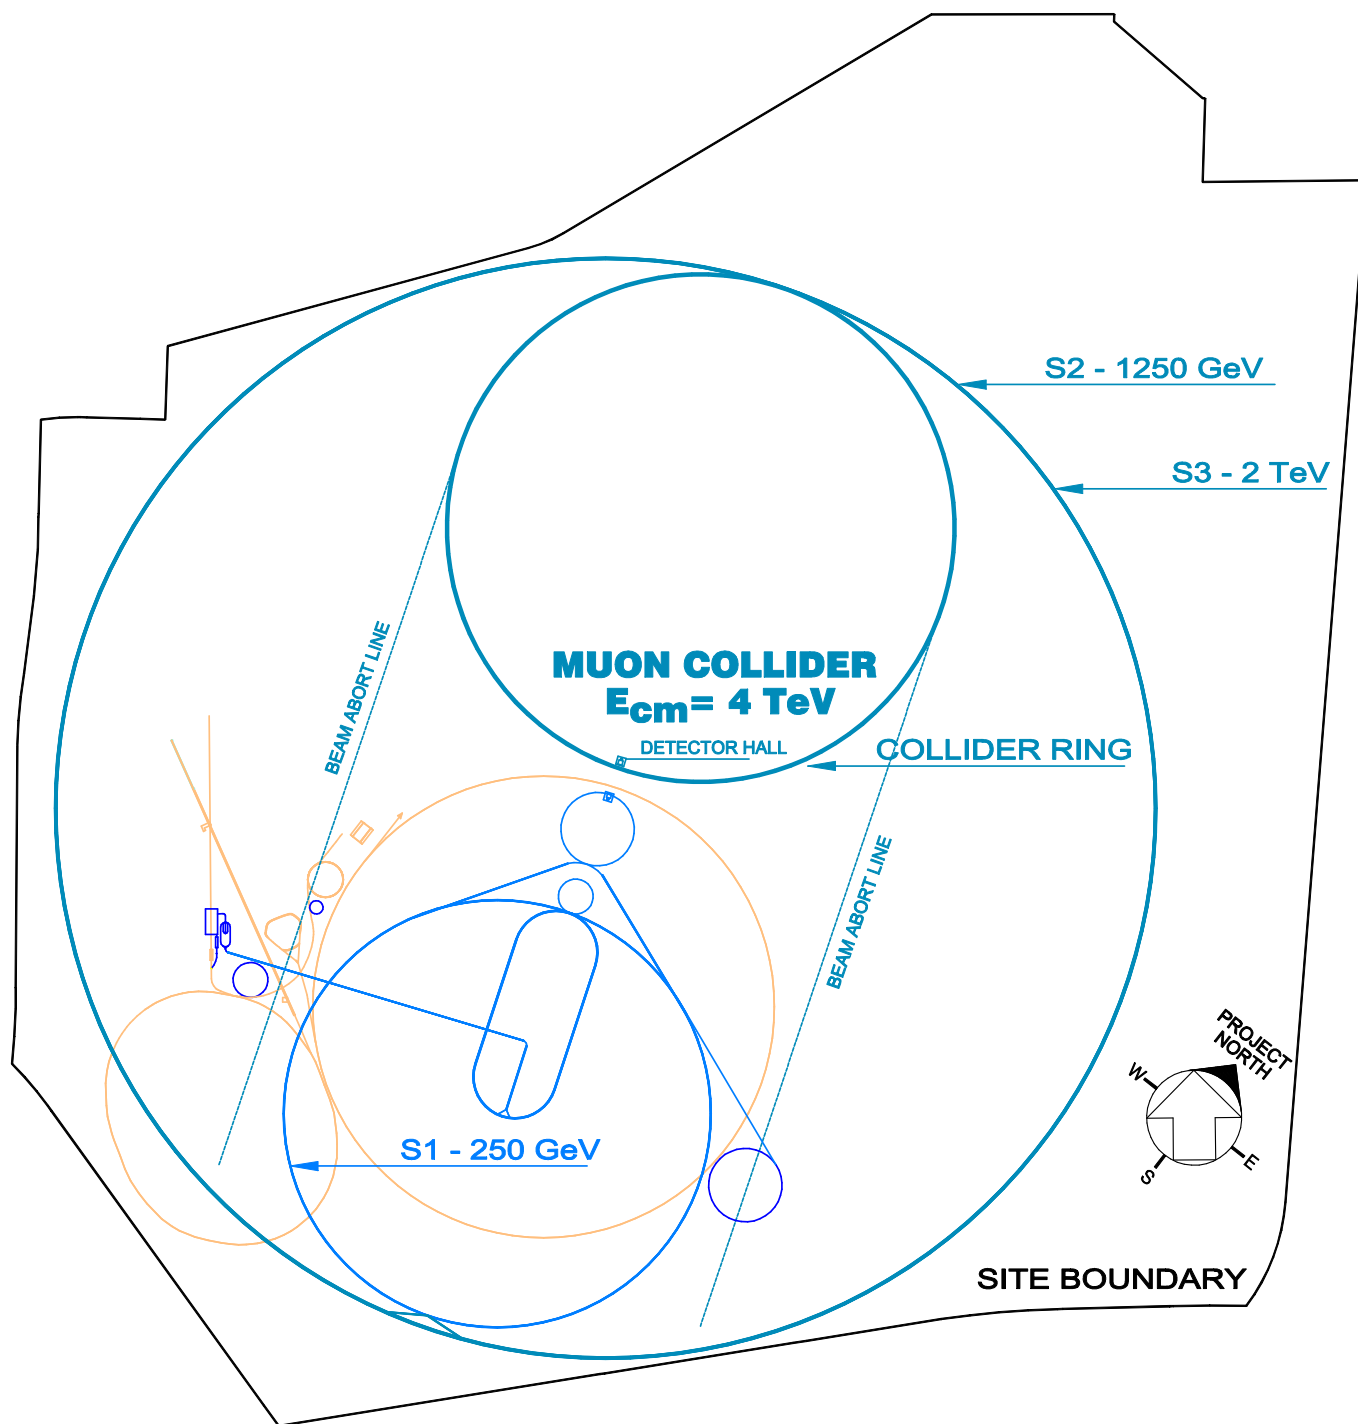 S2 - 1250 GeV
S3 - 2 TeV
BEAM ABORT LINE
MUON COLLIDER
Ecm= 4 TeV
DETECTOR HALL
COLLIDER RING
BEAM ABORT LINE
PROJECT
NORTH
W
E
S
S1 - 250 GeV
SITE BOUNDARY